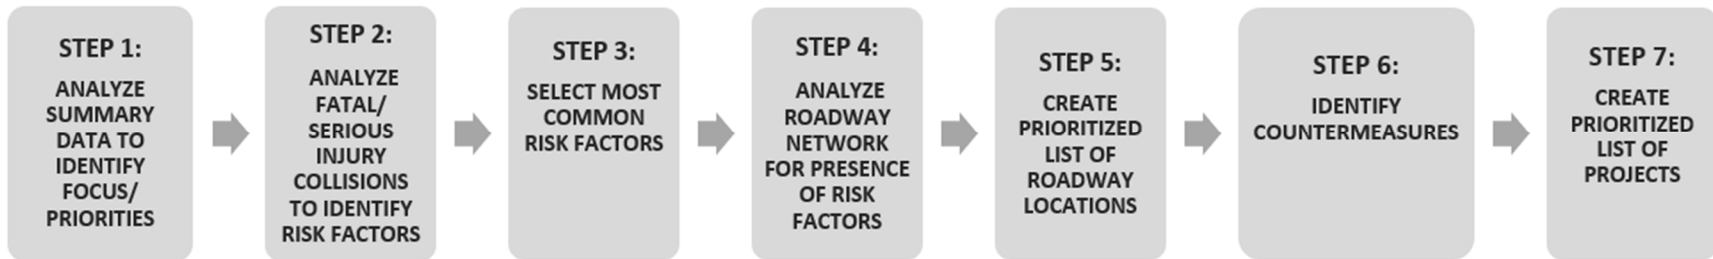 STEP 1:
ANALYZE
SUMMARY
DATA TO
IDENTIFY
FOCUS/
PRIORITIES
STEP 2:
ANALYZE
FATAL/
SERIOUS
INJURY
COLLISIONS
TO IDENTIFY
RISK FACTORS
STEP 3:
SELECT MOST
COMMON
RISK FACTORS
STEP 4:
ANALYZE
ROADWAY
NETWORK
FOR PRESENCE
OF RISK
FACTORS
STEP 5:
CREATE
PRIORITIZED
LIST OF
ROADWAY
LOCATIONS
STEP 6:
IDENTIFY
COUNTERMEASURES
STEP 7:
CREATE
PRIORITIZED
LIST OF
PROJECTS